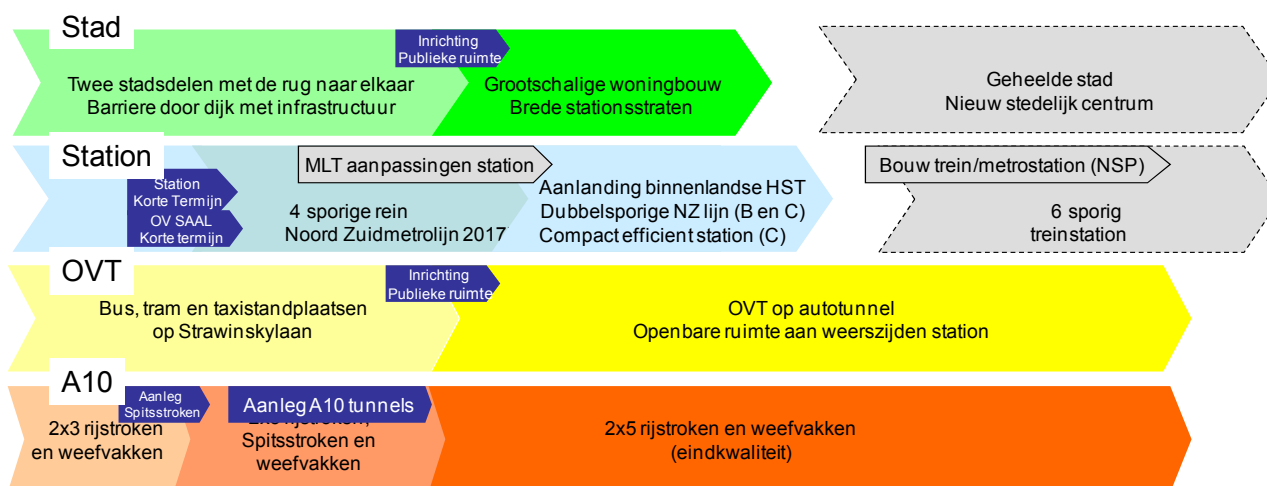 Stad
Inrichting
Publieke ruimte
Twee stadsdelen met de rug naar elkaar
Barriere door dijk met infrastructuur
Grootschalige woningbouw
Brede stationsstraten
Geheelde stad
Nieuw stedelijk centrum
Station
Station
Korte Termijn
OV SAAL
Korte termijn
MLT aanpassingen station
4 sporige rein
Noord Zuidmetrolijn 2017
Aanlanding binnenlandse HST
Dubbelsporige NZ lijn (B en C)
Compact efficient station (C)
Bouw trein/metrostation (NSP)
6 sporig
treinstation
OVT
Inrichting
Publieke ruimte
Bus, tram en taxistandplaatsen
op Strawinskylaan
OVT op autotunnel
Openbare ruimte aan weerszijden station
A10
Aanleg
Spitsstroken
Aanleg A10 tunnels
2x3 rijstroken
en weefvakken
rijstroken,
Spitsstroken en
weefvakken
2x5 rijstroken en weefvakken
(eindkwaliteit)